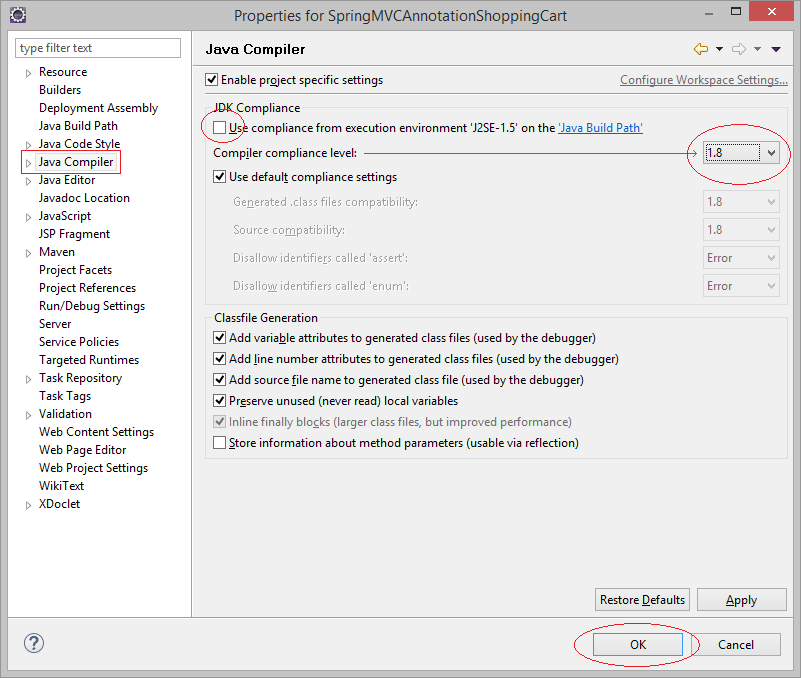 Properties for SpringMVCAnnotationShoppingCart
type filter text
Resource
Builders
Deployment Assembly
Java Build Path
Java Code Style
Java Compiler
Java Editor
Javadoc Location
JavaScript
JSP Fragment
Maven
Project Facets
Project References
Run/Debug Settings
Server
Service Policies
Targeted Runtimes
Task Repository
Task Tags
Validation
Web Content Settings
Web Page Editor
Web Project Settings
WikiText
XDoclet
Java Compiler
Enable project specific settings
Configure Workspace Settings...
JDK Compliance
Use compliance from execution environment 'J2SE-1.5' on the 'Java Build Path'
Compiler compliance level: 1.8
Use default compliance settings
Generated .class files compatibility: 1.8
Source compatibility: 1.8
Disallow identifiers called 'assert': Error
Disallow identifiers called 'enum': Error
Classfile Generation
Add variable attributes to generated class files (used by the debugger)
Add line number attributes to generated class files (used by the debugger)
Add source file name to generated class file (used by the debugger)
Preserve unused (never read) local variables
Inline finally blocks (larger class files, but improved performance)
Store information about method parameters (usable via reflection)
Restore Defaults Apply
? OK Cancel